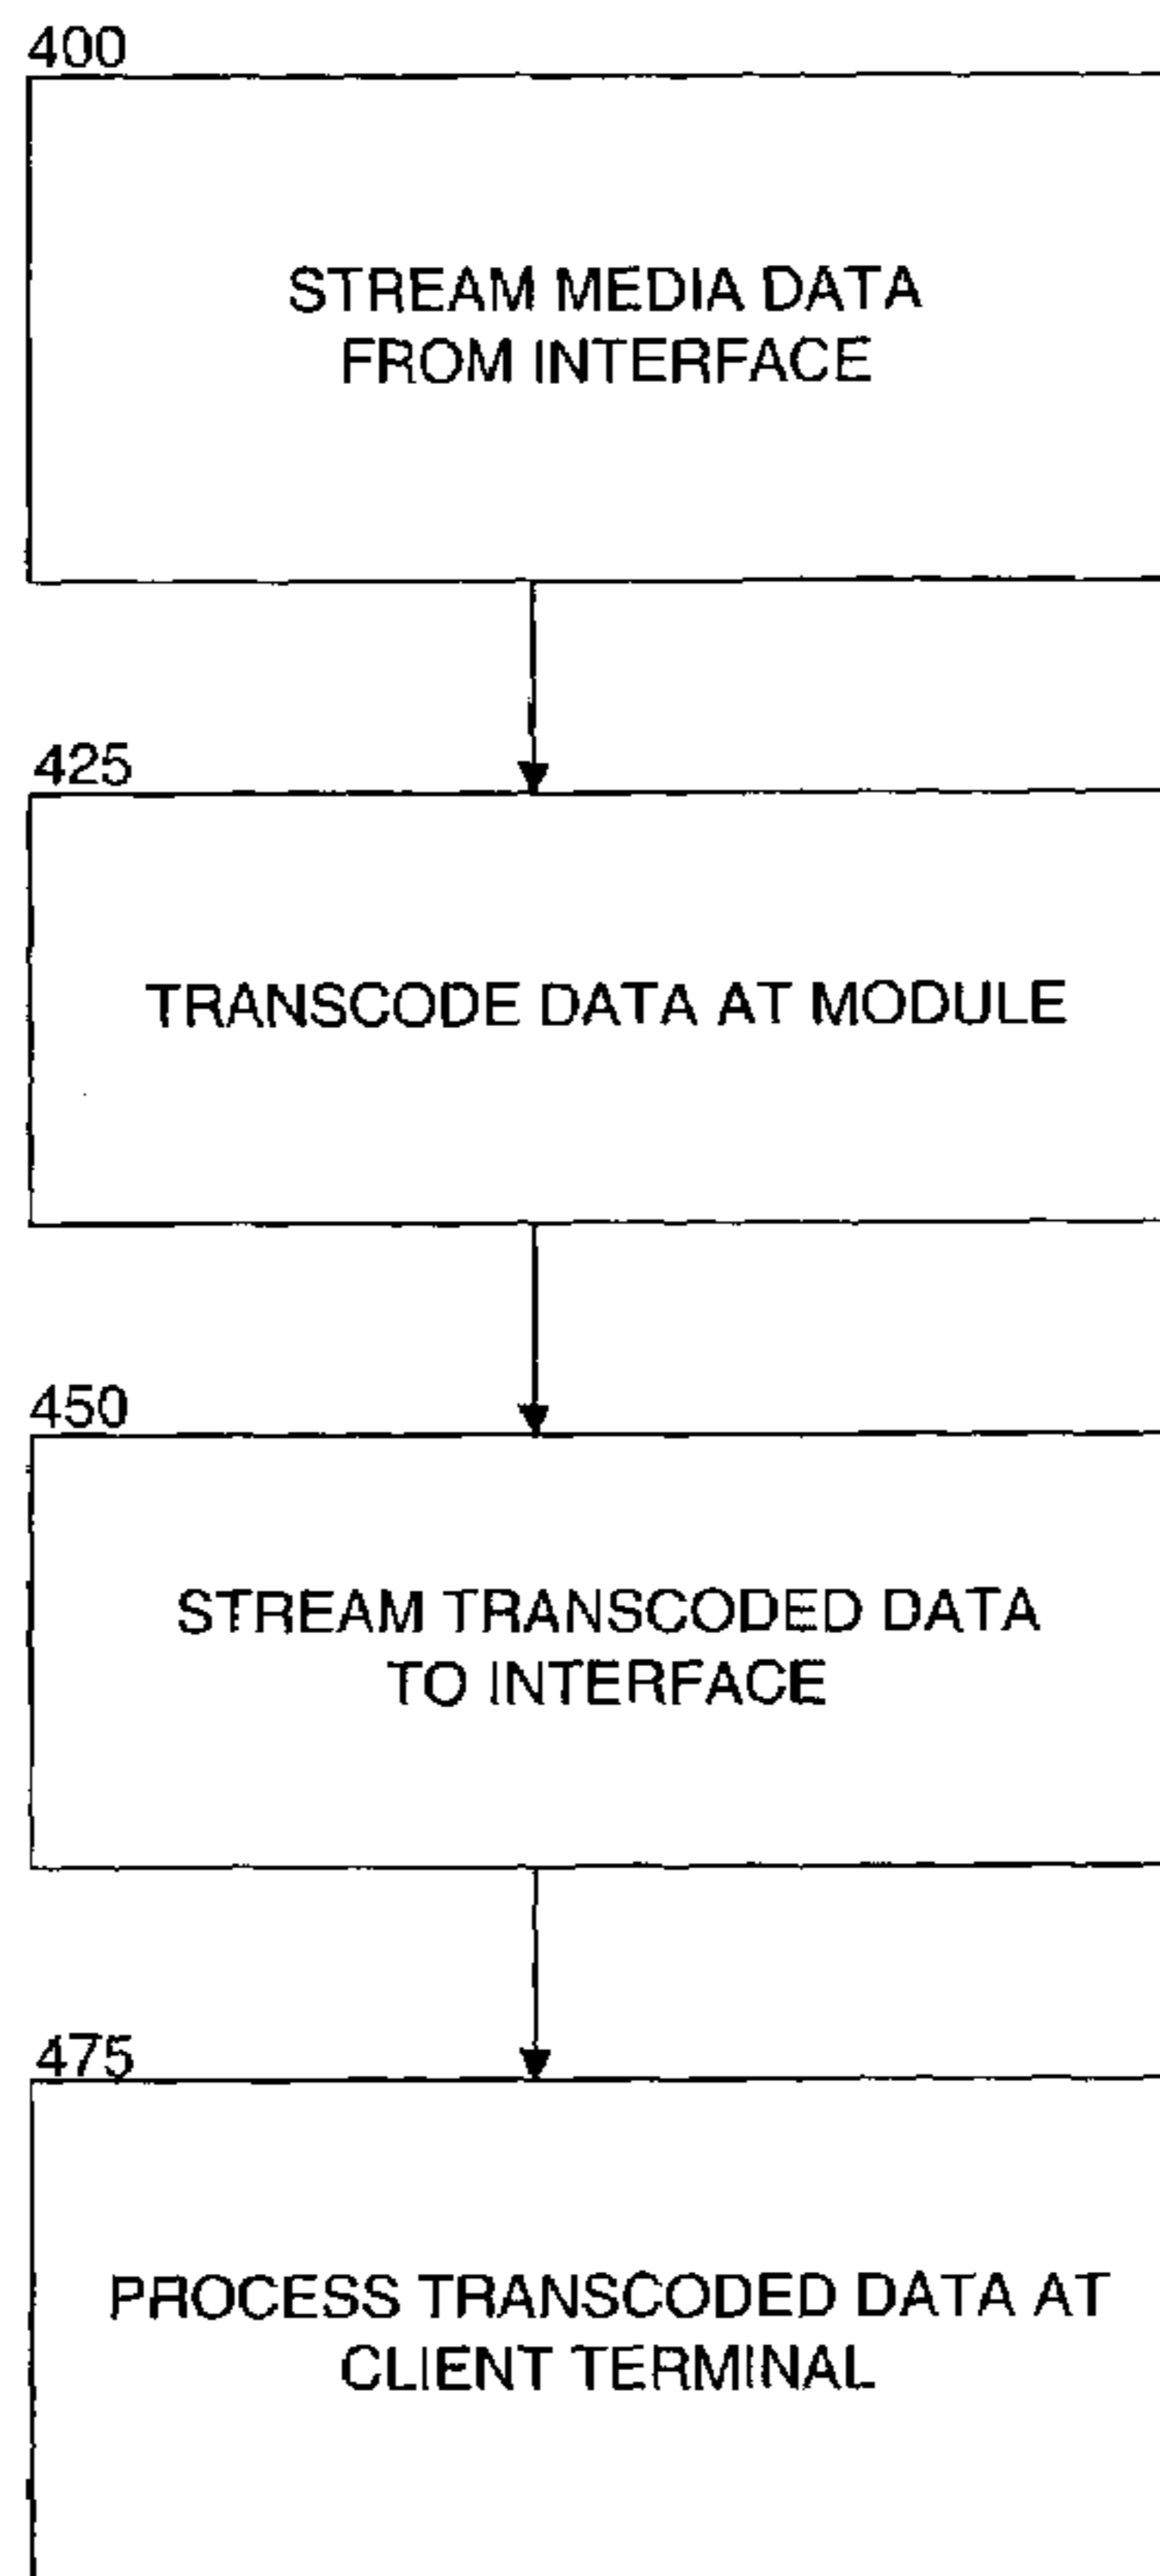 400
STREAM MEDIA DATA
FROM INTERFACE
425
TRANSCODE DATA AT MODULE
450
STREAM TRANSCODED DATA
TO INTERFACE
475
PROCESS TRANSCODED DATA AT
CLIENT TERMINAL